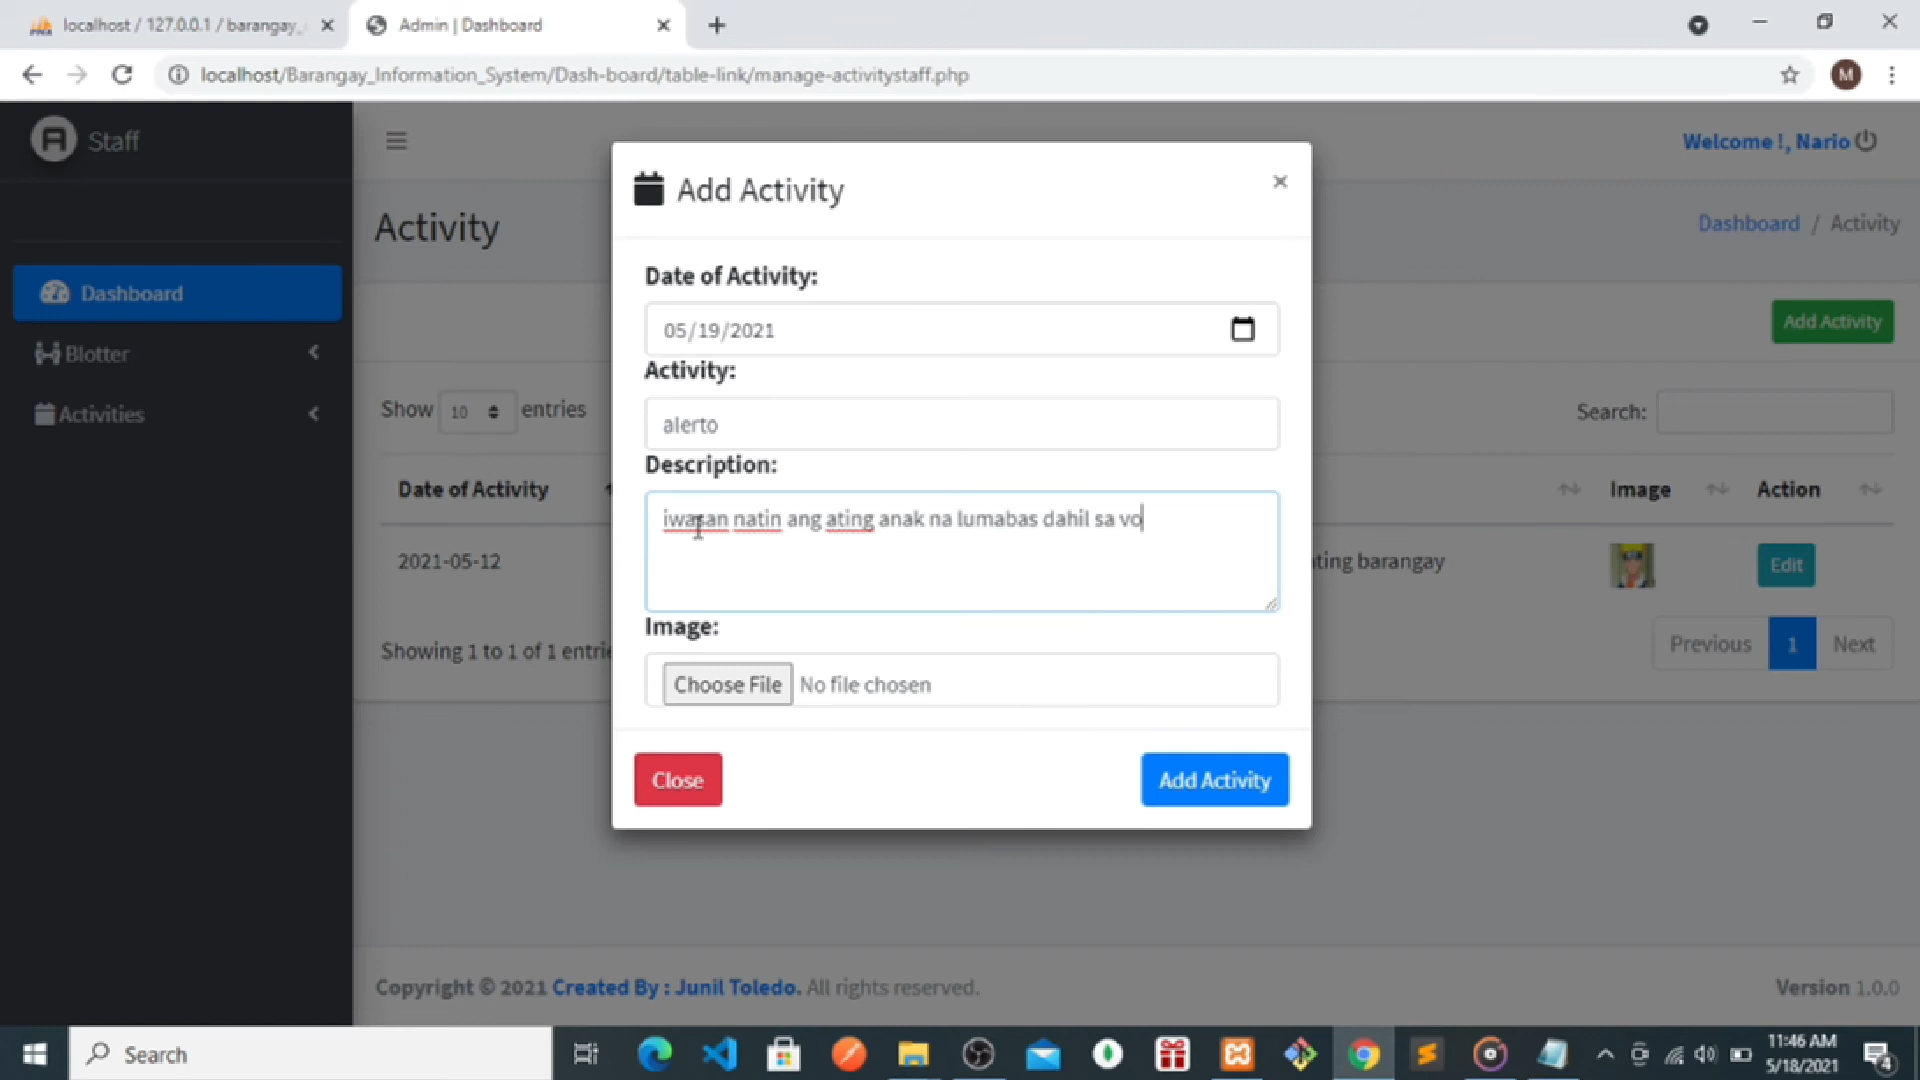 localhost / 127.0.0.1 / barangay_
Admin | Dashboard
localhost/Barangay_Information_System/Dash-board/table-link/manage-activitystaff.php
M
Staff
Welcome !, Nario
Add Activity
×
Activity
Dashboard / Activity
Date of Activity:
Dashboard
05/19/2021
Add Activity
Blotter
Activity:
Activities
Show 10 entries
alerto
Search:
Description:
Date of Activity
Image
Action
iwasan natin ang ating anak na lumabas dahil sa vo
2021-05-12
ting barangay
Edit
Image:
Showing 1 to 1 of 1 entrie
Previous 1 Next
Choose File No file chosen
Close
Add Activity
Copyright © 2021 Created By : Junil Toledo. All rights reserved.
Version 1.0.0
Search
11:46 AM
5/18/2021
4